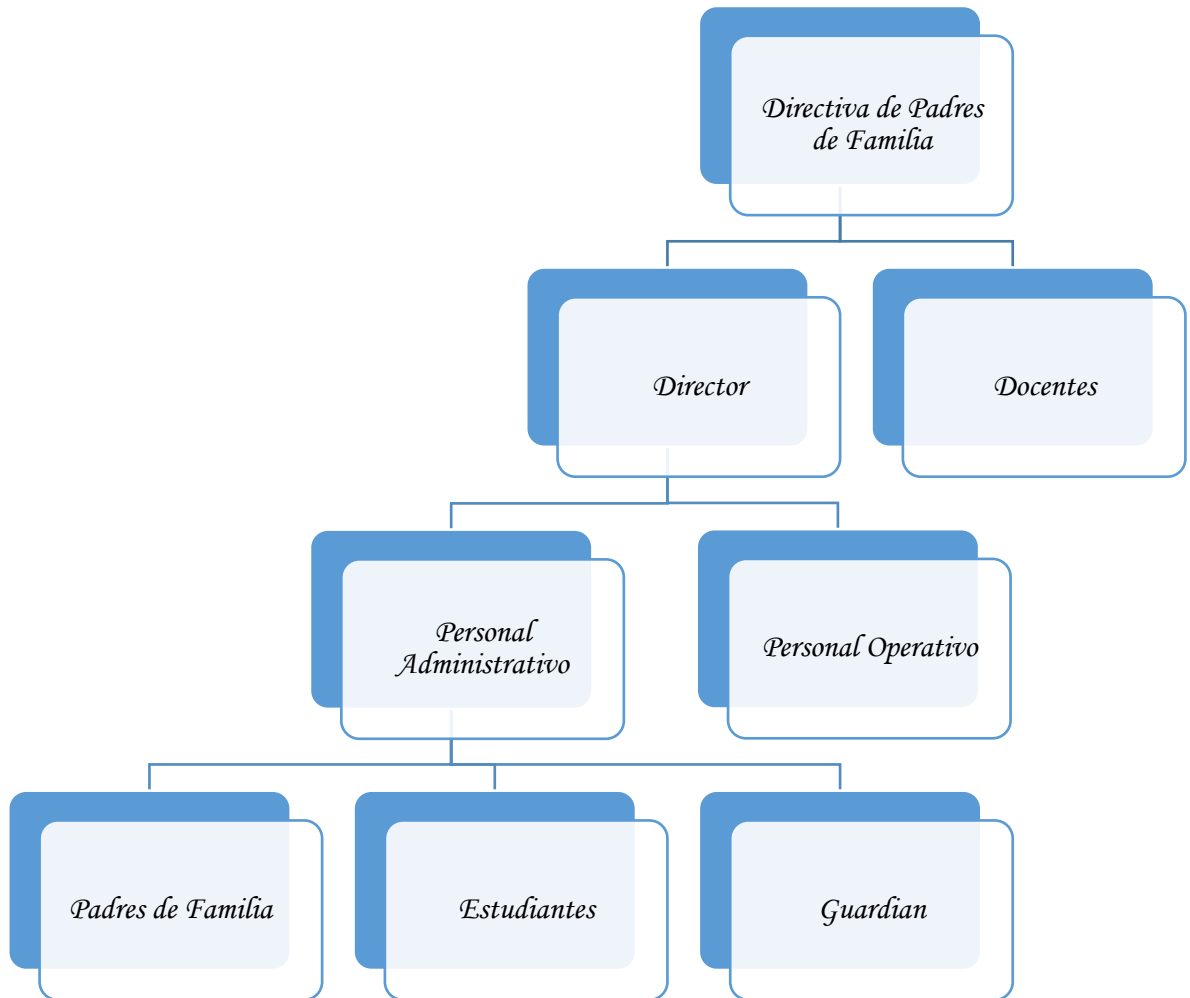 Directiva de Padres
de Familia
Director
Docentes
Personal
Administrativo
Personal Operativo
Padres de Familia
Estudiantes
Guardian